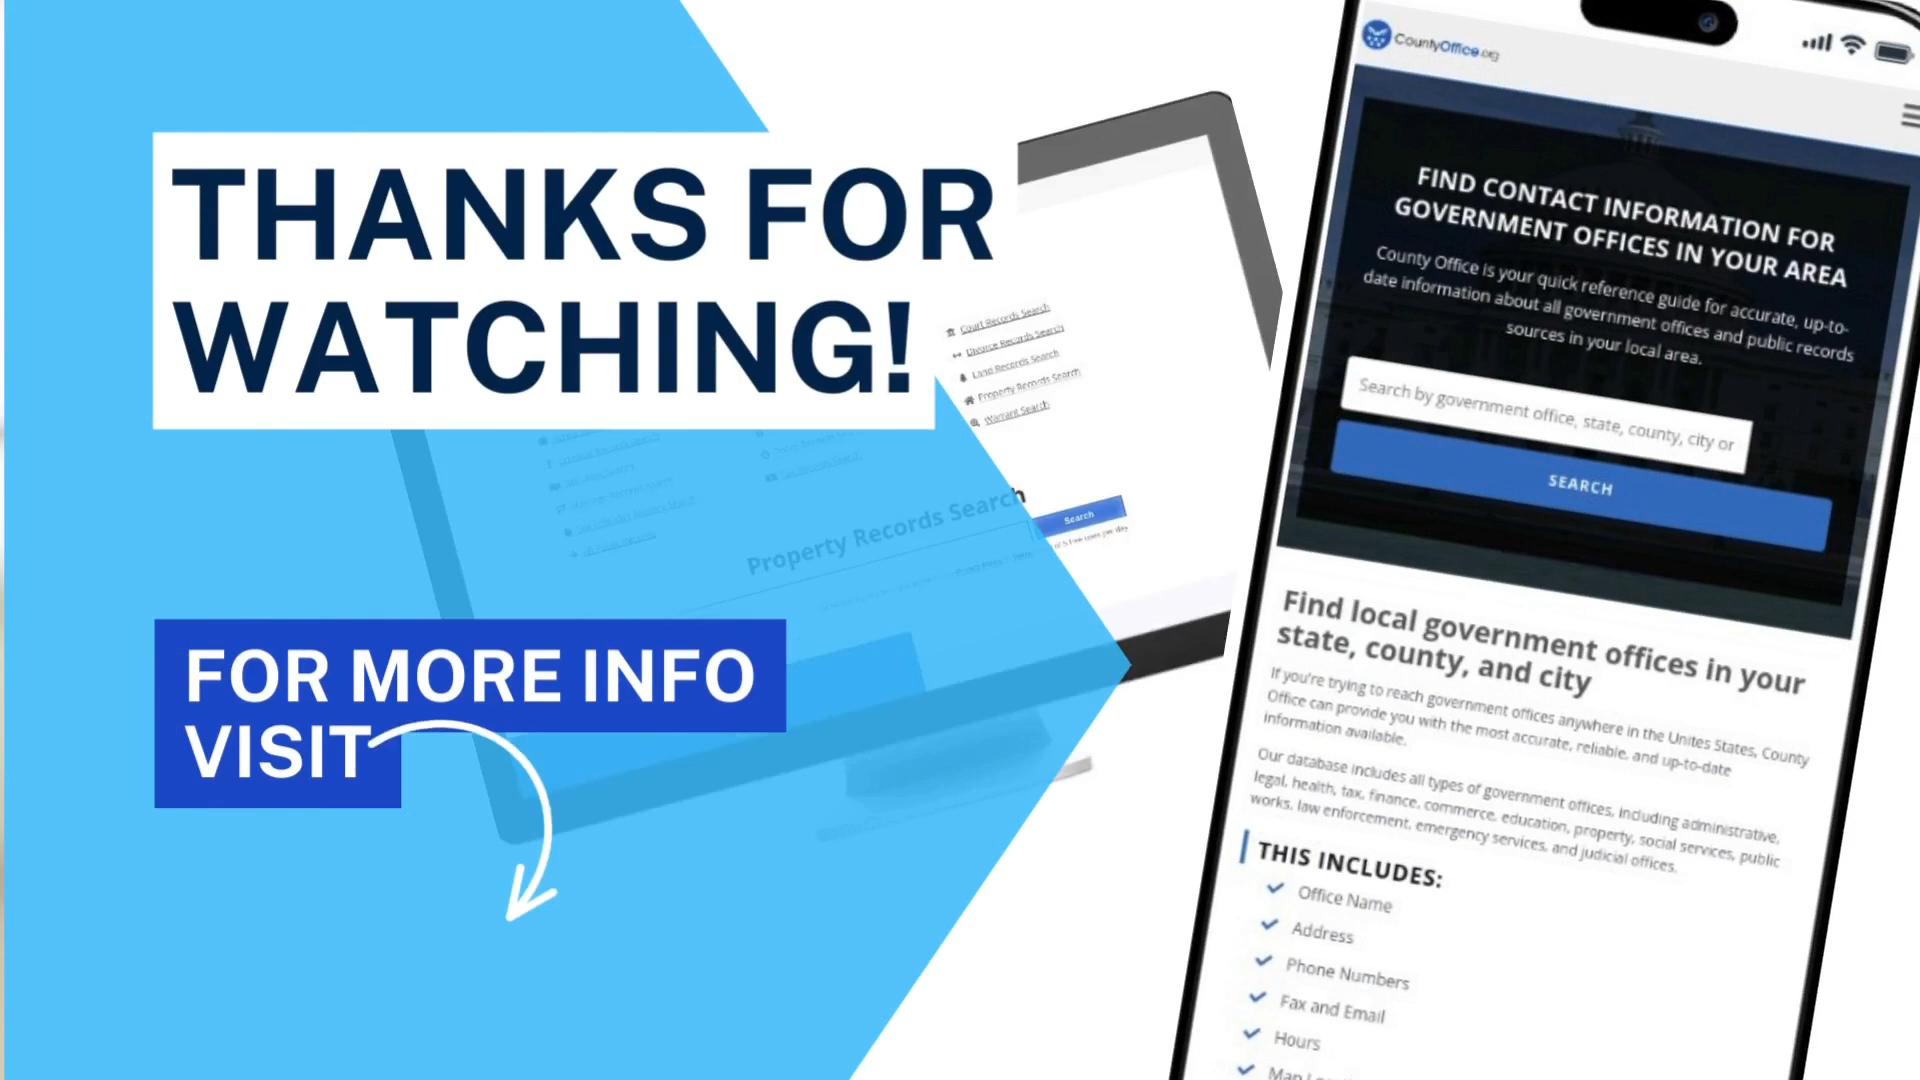 THANKS FOR
WATCHING!
FOR MORE INFO
VISIT
Court Records Search
Divorce Records Search
Land Records Search
Property Records Search
Warrant Search
Property Records Search
Search
CountyOffice.org
FIND CONTACT INFORMATION FOR
GOVERNMENT OFFICES IN YOUR AREA
County Office is your quick reference guide for accurate, up-to-
date information about all government offices and public records
sources in your local area.
Search by government office, state, county, city or
SEARCH
Find local government offices in your
state, county, and city
If you're trying to reach government offices anywhere in the Unites States, County
Office can provide you with the most accurate, reliable, and up-to-date
information available.
Our database includes all types of government offices, including administrative,
legal, health, tax, finance, commerce, education, property, social services, public
works, law enforcement, emergency services, and judicial offices.
THIS INCLUDES:
Office Name
Address
Phone Numbers
Fax and Email
Hours
Map